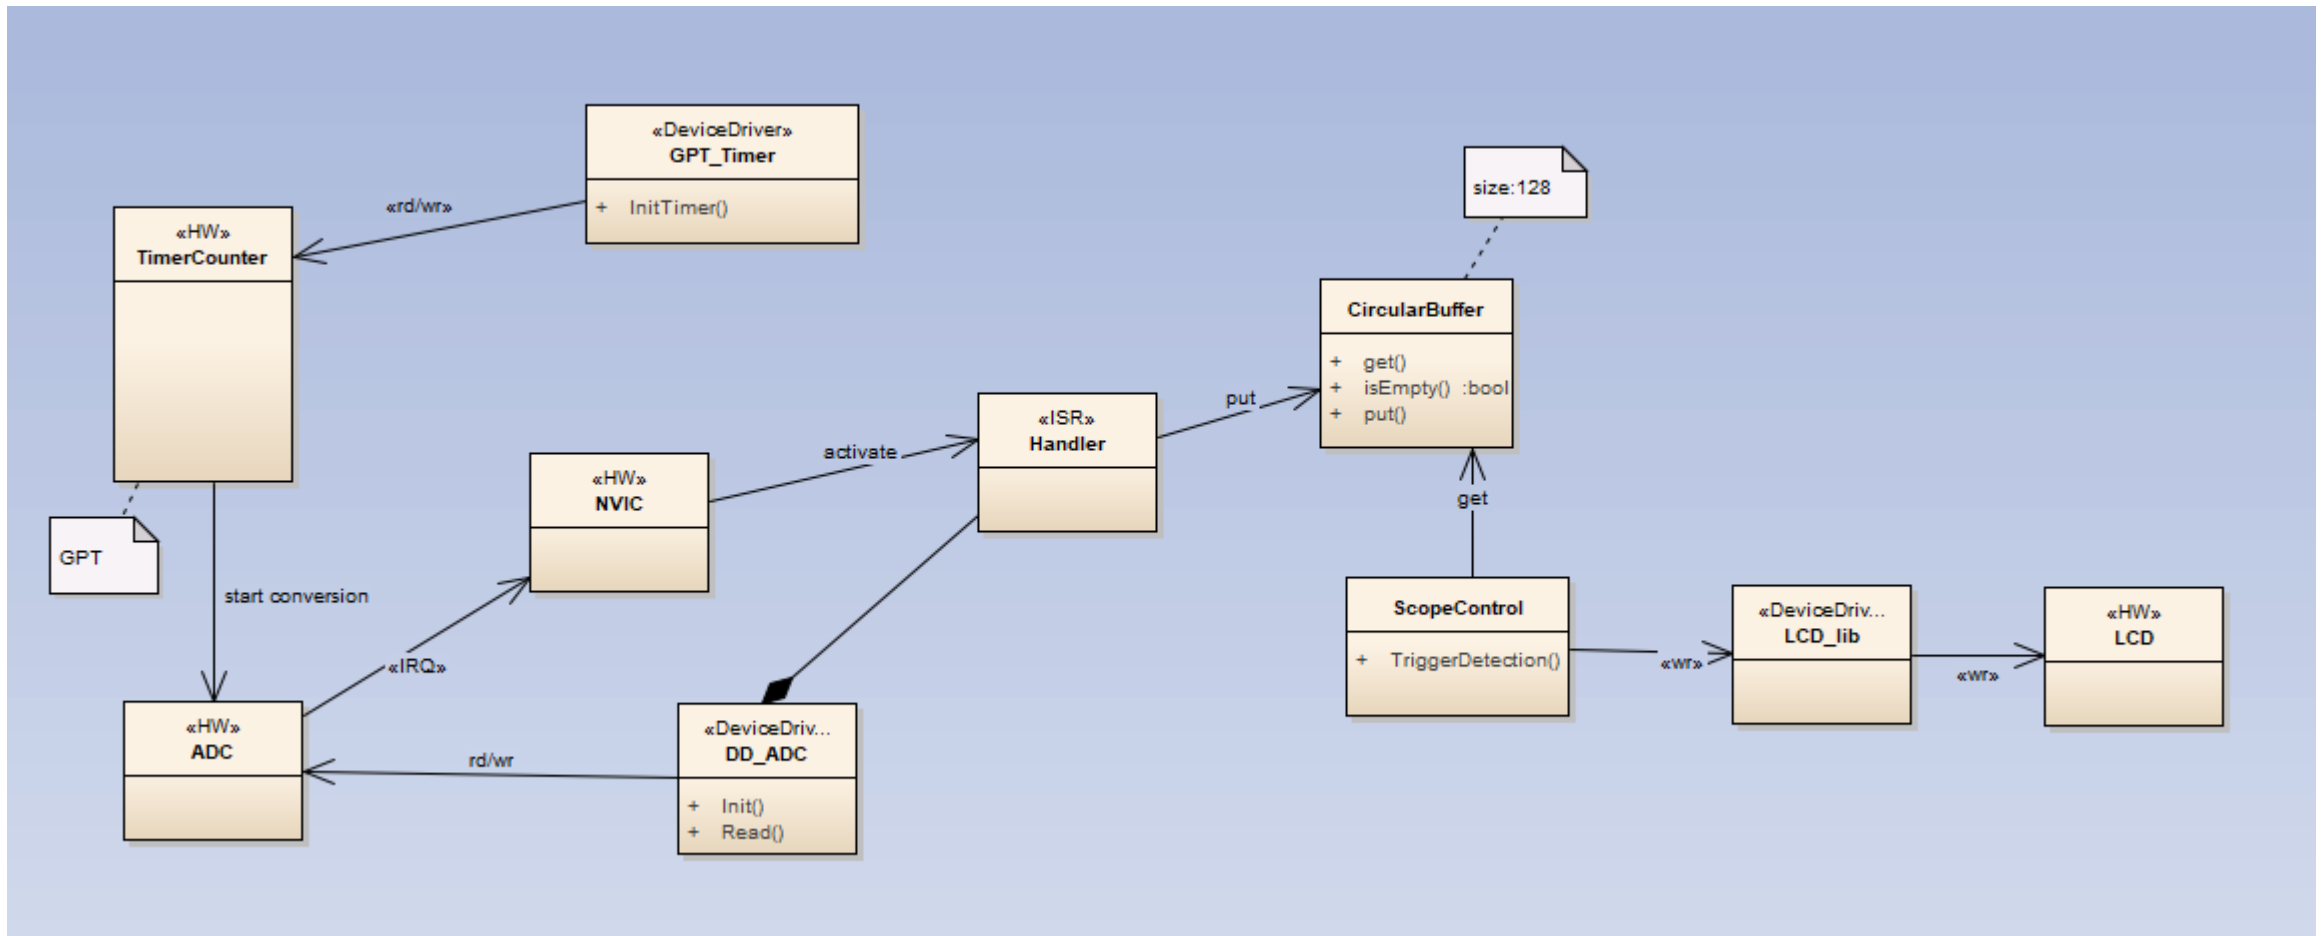 «DeviceDriver»
GPT_Timer
+ InitTimer()
«rd/wr»
«HW»
TimerCounter
GPT
start conversion
size:128
CircularBuffer
+ get()
+ isEmpty() :bool
+ put()
put
«ISR»
Handler
activate
«HW»
NVIC
«IRQ»
get
ScopeControl
+ TriggerDetection()
«wr»
«DeviceDriv...
LCD_lib
«wr»
«HW»
LCD
«HW»
ADC
rd/wr
«DeviceDriv...
DD_ADC
+ Init()
+ Read()